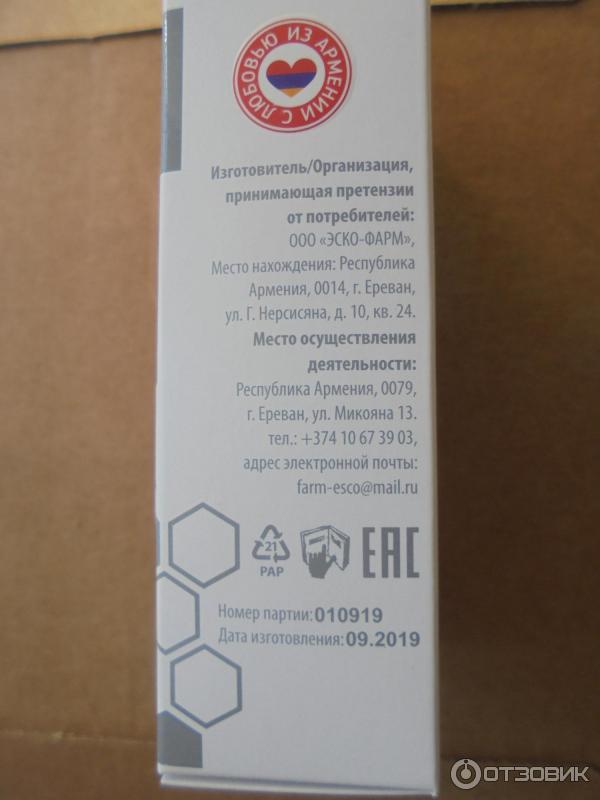 С ЛЮБОВЬЮ ИЗ АРМЕНИИ
Изготовитель/Организация,
принимающая претензии
от потребителей:
ООО «ЭСКО-ФАРМ»,
Место нахождения: Республика
Армения, 0014, г. Ереван,
ул. Г. Нерсисяна, д. 10, кв. 24.
Место осуществления
деятельности:
Республика Армения, 0079,
г. Ереван, ул. Микояна 13.
тел.: +374 10 67 39 03,
адрес электронной почты:
farm-esco@mail.ru
21
PAP
EAC
Номер партии: 010919
Дата изготовления: 09.2019
ОТЗОВИК